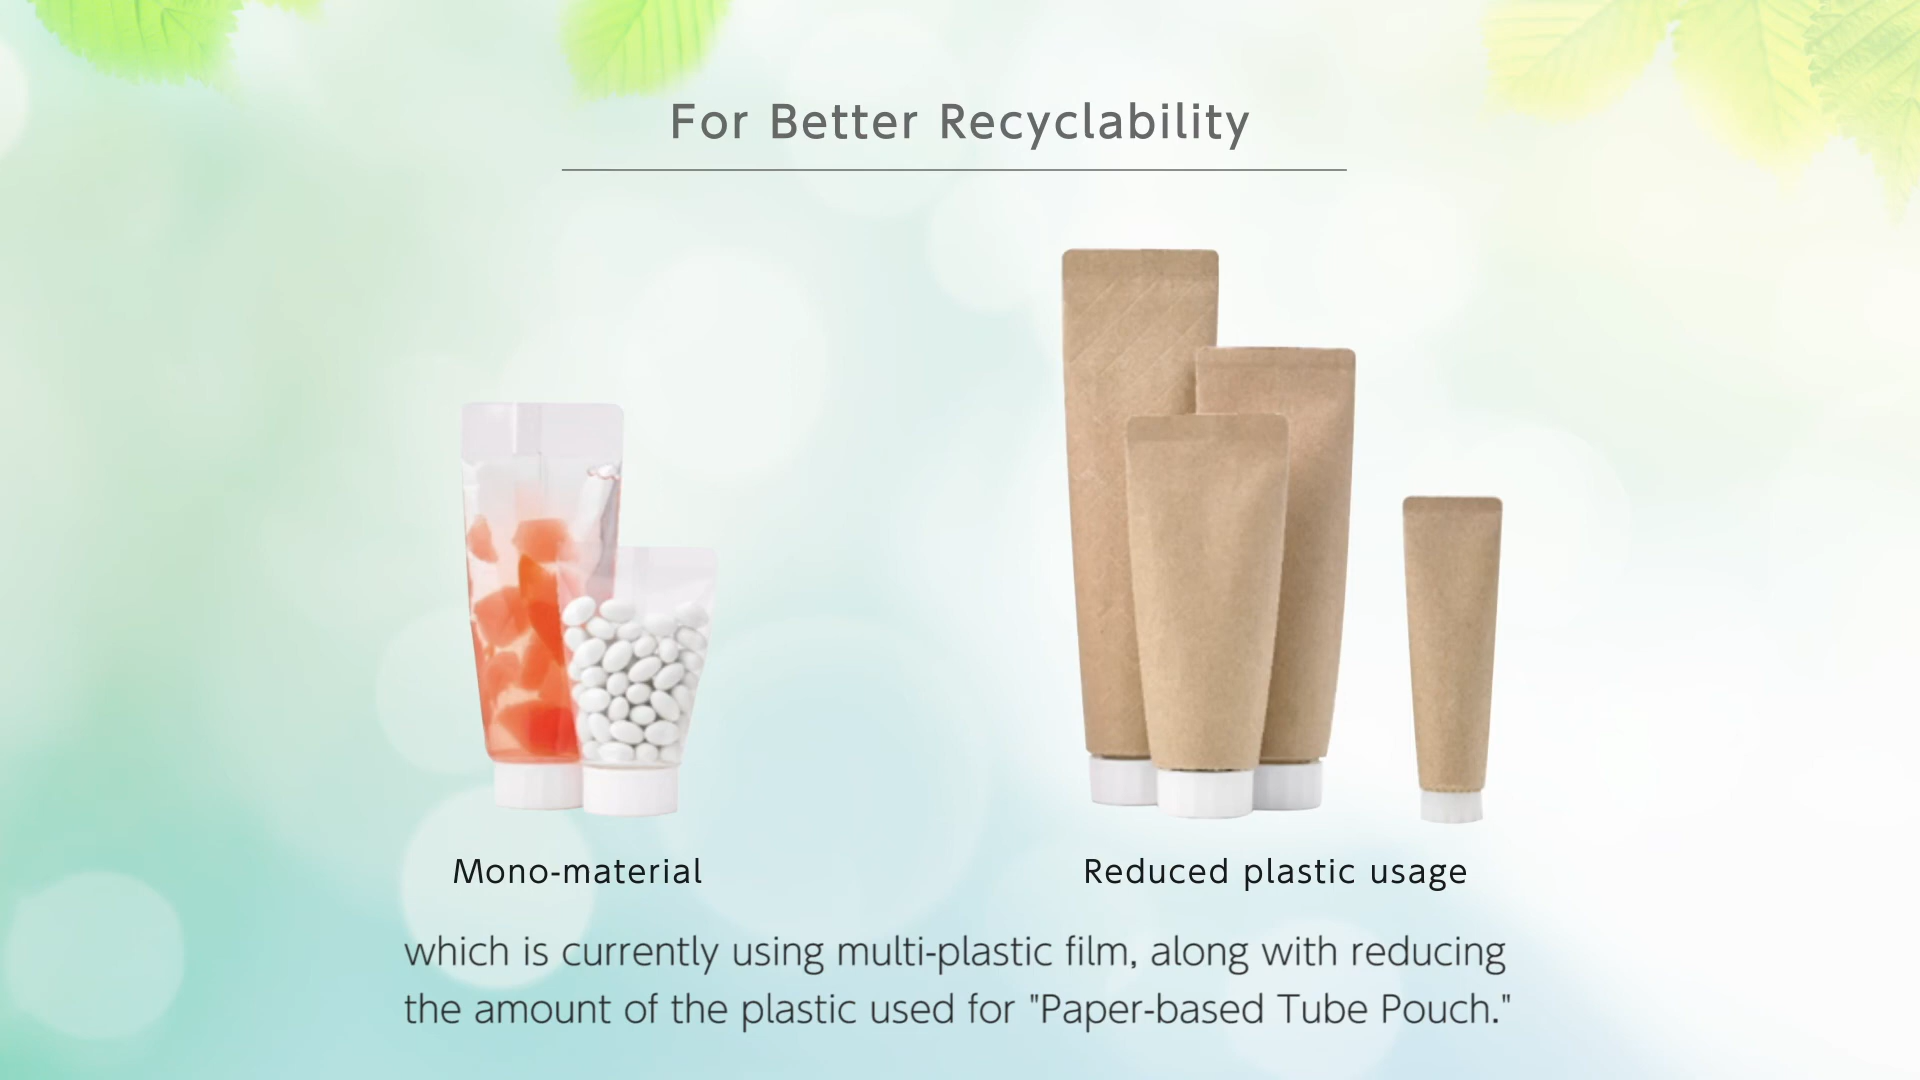 For Better Recyclability
Mono-material
Reduced plastic usage
which is currently using multi-plastic film, along with reducing
the amount of the plastic used for "Paper-based Tube Pouch."